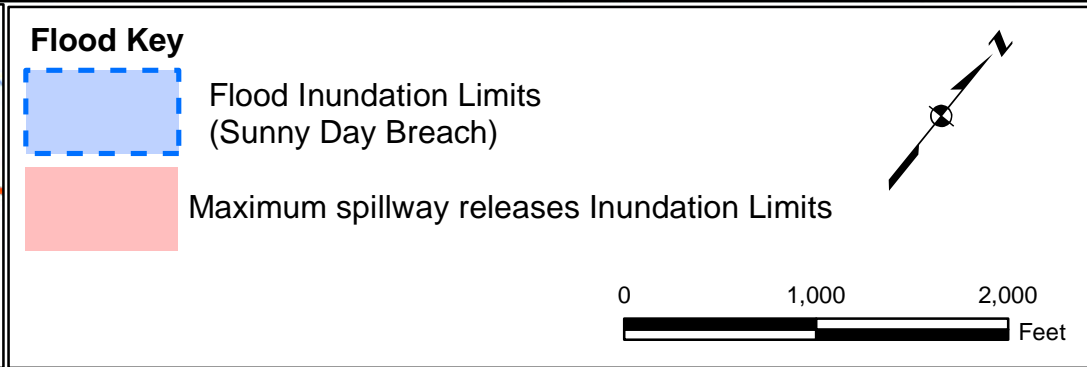 Flood Key
N
Flood Inundation Limits
(Sunny Day Breach)
Maximum spillway releases Inundation Limits
0 1,000 2,000
Feet